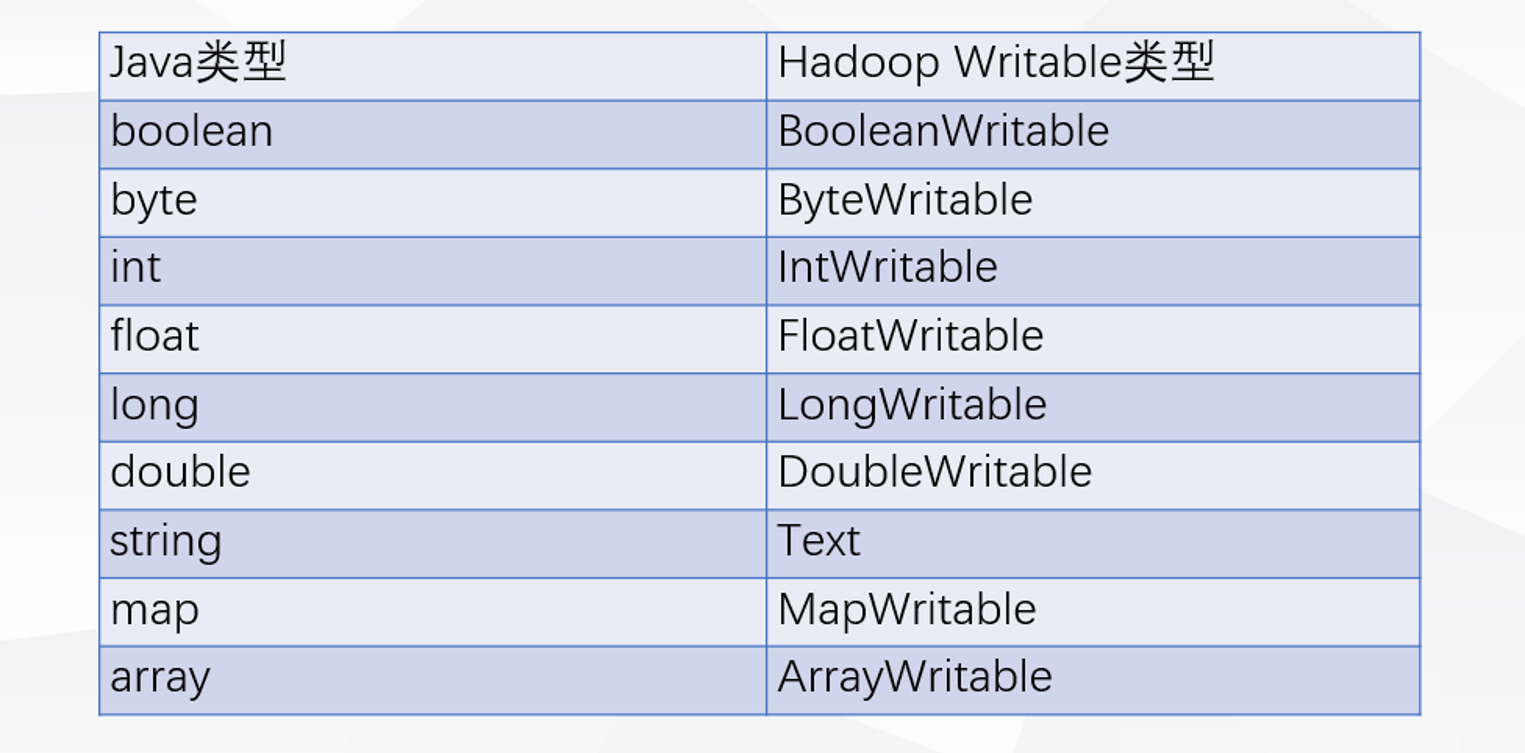 Java类型 Hadoop Writable类型
boolean BooleanWritable
byte ByteWritable
int IntWritable
float FloatWritable
long LongWritable
double DoubleWritable
string Text
map MapWritable
array ArrayWritable